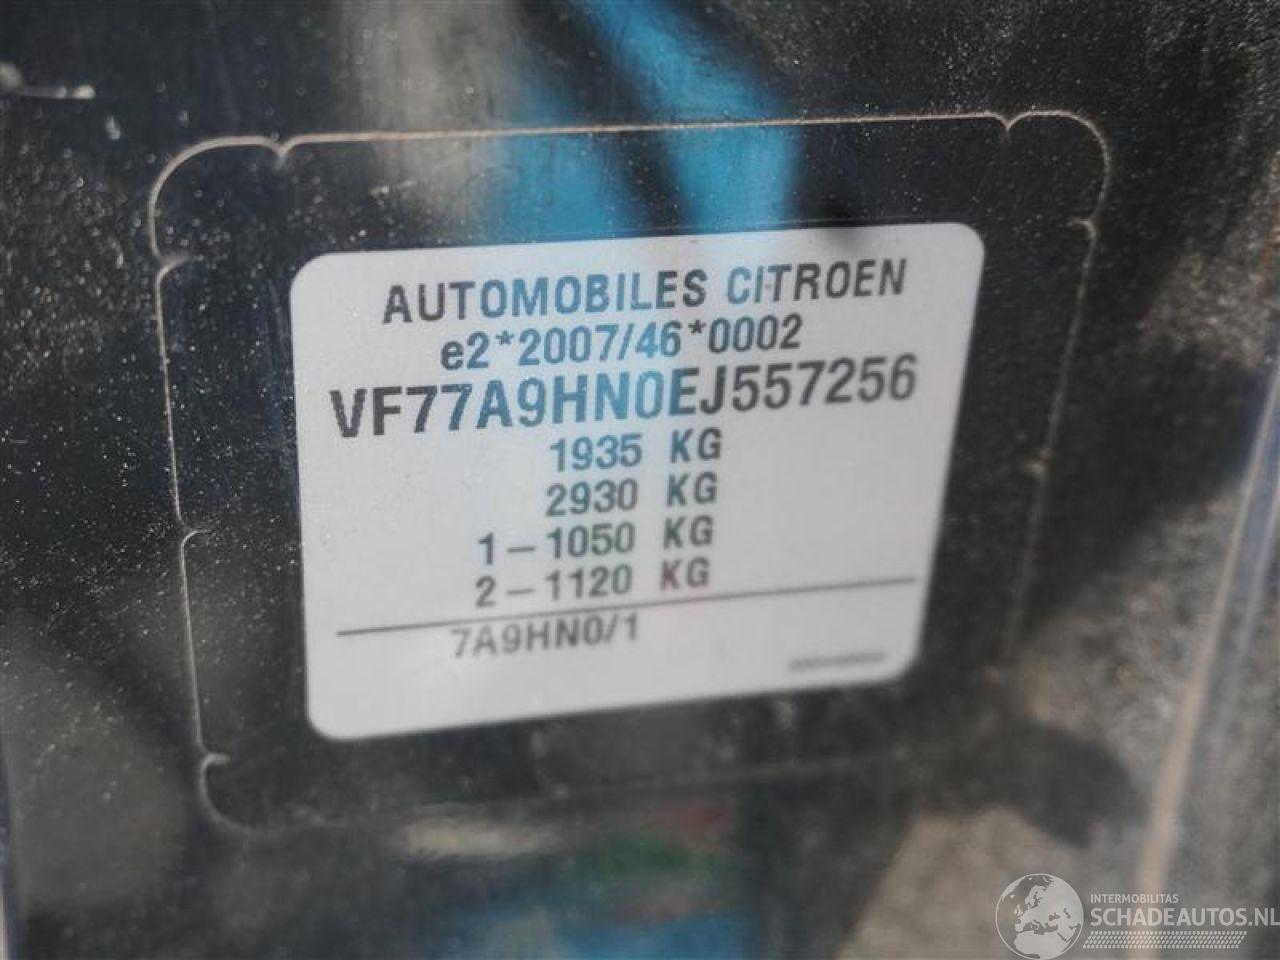 AUTOMOBILES CITROEN
e2*2007/46*0002
VF77A9HN0EJ557256
1935 KG
2930 KG
1-1050 KG
2-1120 KG
7A9HN0/1
INTERMOBILITAS
SCHADEAUTOS.NL